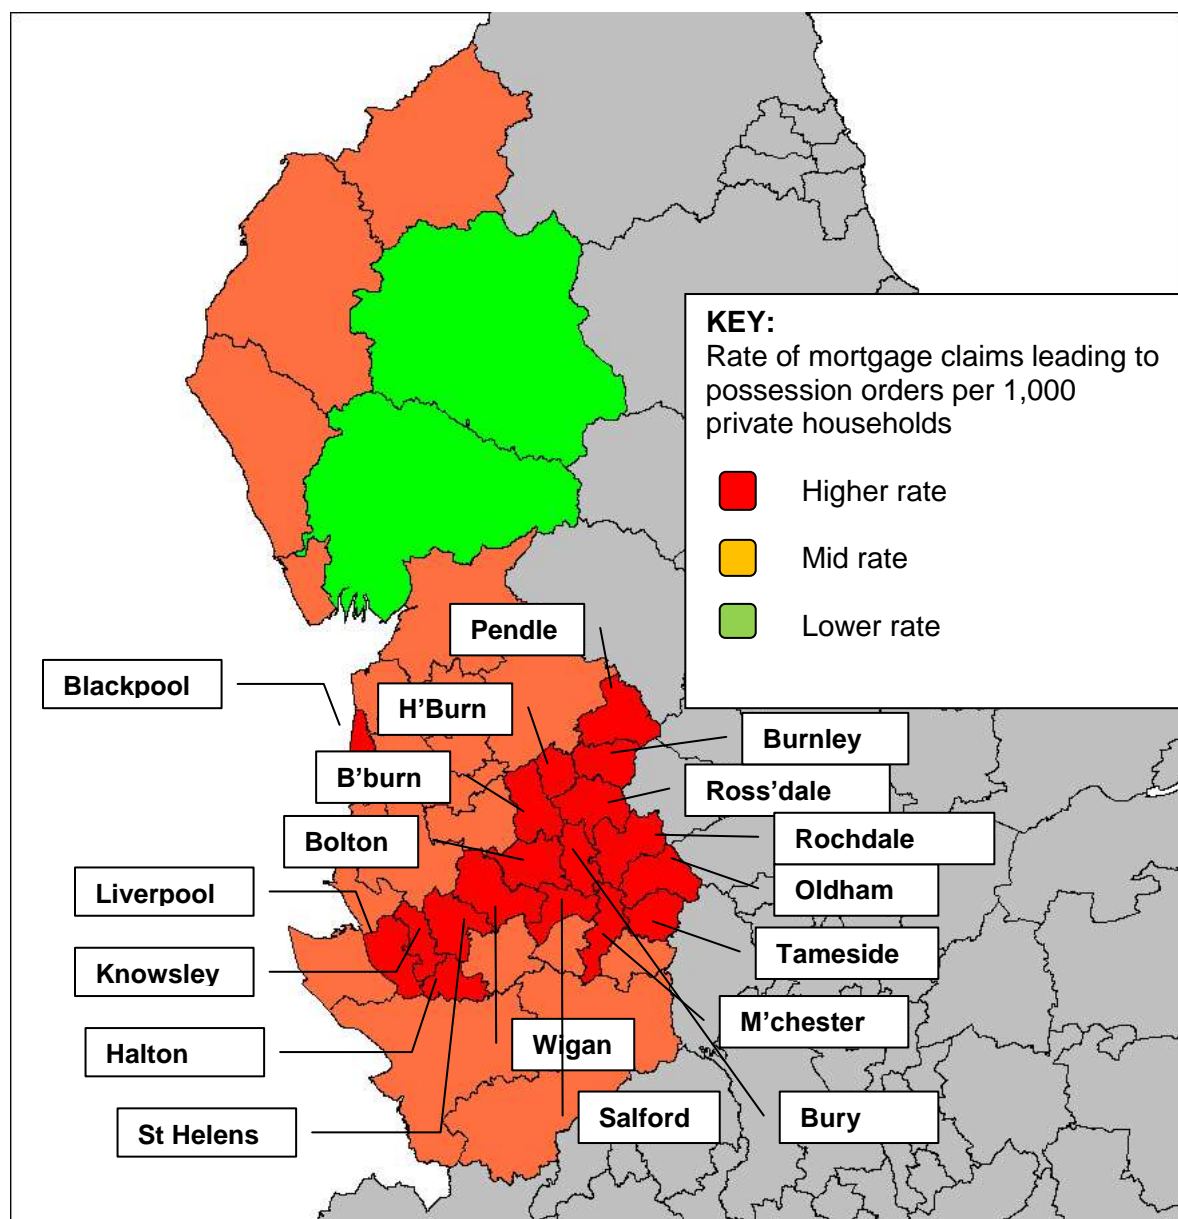 KEY:
Rate of mortgage claims leading to
possession orders per 1,000
private households
Higher rate
Mid rate
Lower rate
Pendle
Blackpool
H’Burn
Burnley
B’burn
Ross’dale
Bolton
Rochdale
Liverpool
Oldham
Knowsley
Tameside
M’chester
Halton
Wigan
St Helens
Salford
Bury